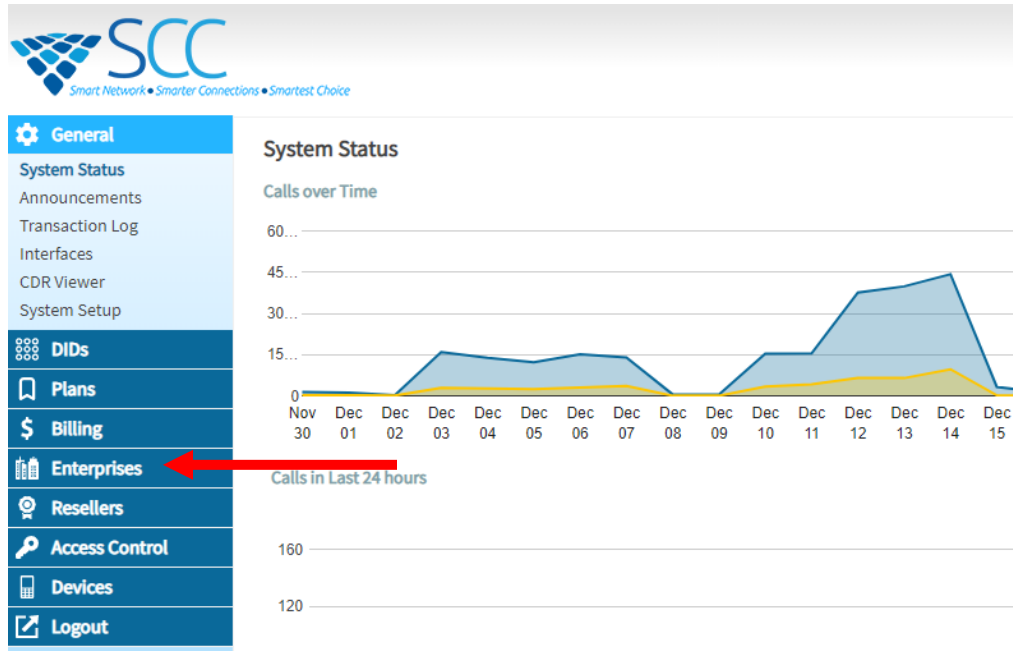 SCC
Smart Network • Smarter Connections • Smartest Choice
General
System Status
Announcements
Transaction Log
Interfaces
CDR Viewer
System Setup
DIDs
Plans
Billing
Enterprises
Resellers
Access Control
Devices
Logout
System Status
Calls over Time
60...
45...
30...
15...
0
Nov Dec Dec Dec Dec Dec Dec Dec Dec Dec Dec Dec Dec Dec Dec Dec
30 01 02 03 04 05 06 07 08 09 10 11 12 13 14 15
Calls in Last 24 hours
160
120